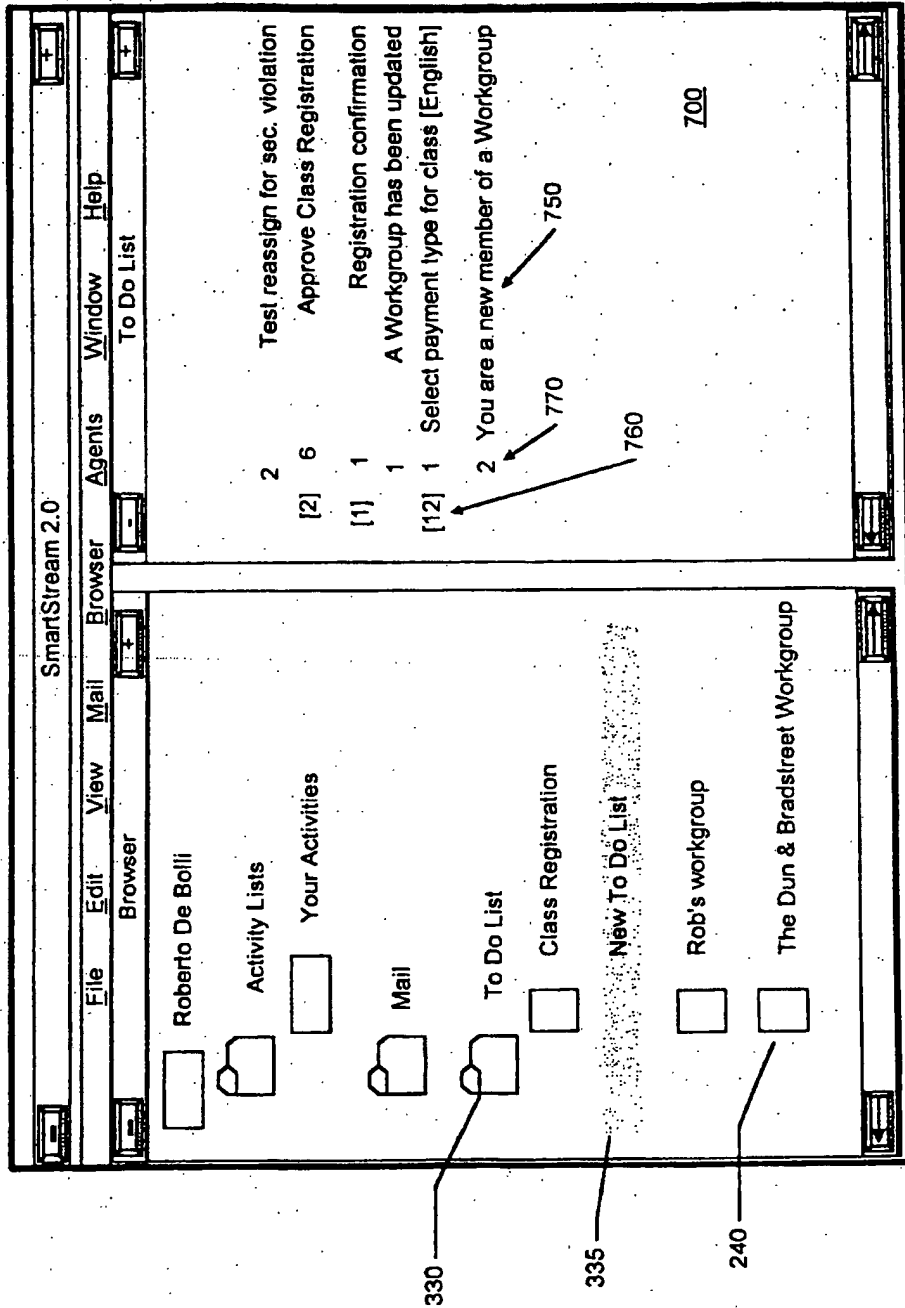 SmartStream 2.0
File Edit View Mail Browser Agents Window Help
Browser
Roberto De Bolli
Activity Lists
Your Activities
Mail
To Do List
Class Registration
New To Do List
Rob's workgroup
The Dun & Bradstreet Workgroup
330
335
240
To Do List
2 Test reassign for sec. violation
[2] 6 Approve Class Registration
[1] 1 Registration confirmation
1 A Workgroup has been updated
[12] 1 Select payment type for class [English]
2 You are a new member of a Workgroup
770
750
760
700